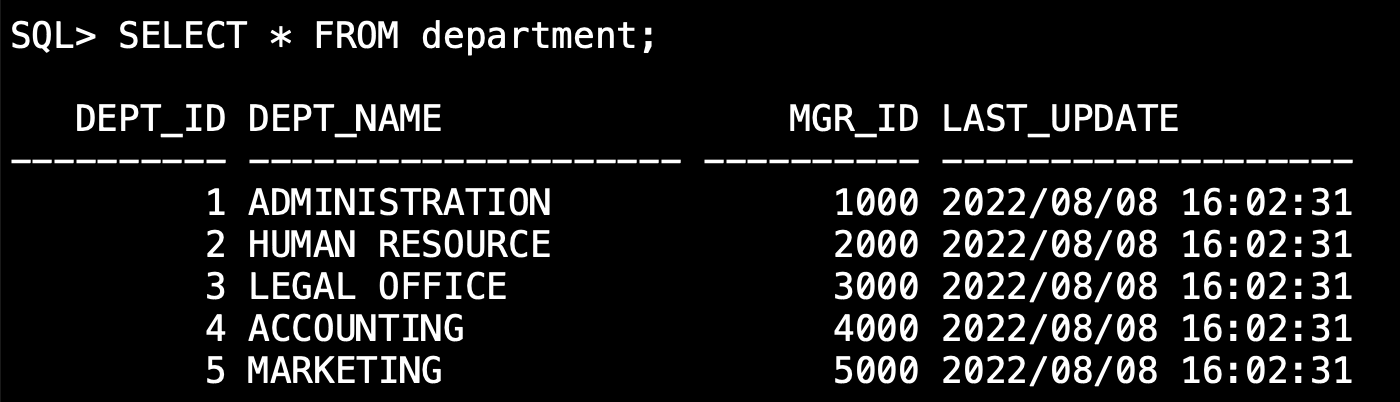 SQL> SELECT * FROM department;
DEPT_ID DEPT_NAME MGR_ID LAST_UPDATE
---------- -------------------- ---------- -------------------
1 ADMINISTRATION 1000 2022/08/08 16:02:31
2 HUMAN RESOURCE 2000 2022/08/08 16:02:31
3 LEGAL OFFICE 3000 2022/08/08 16:02:31
4 ACCOUNTING 4000 2022/08/08 16:02:31
5 MARKETING 5000 2022/08/08 16:02:31